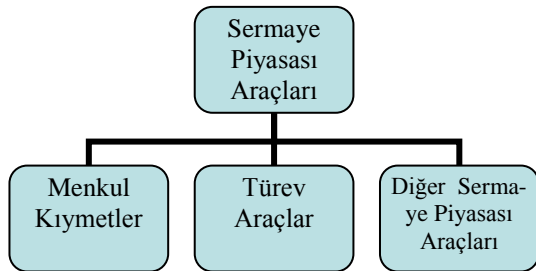 Sermaye
Piyasası
Araçları
Menkul
Kıymetler
Türev
Araçlar
Diğer Serma-
ye Piyasası
Araçları